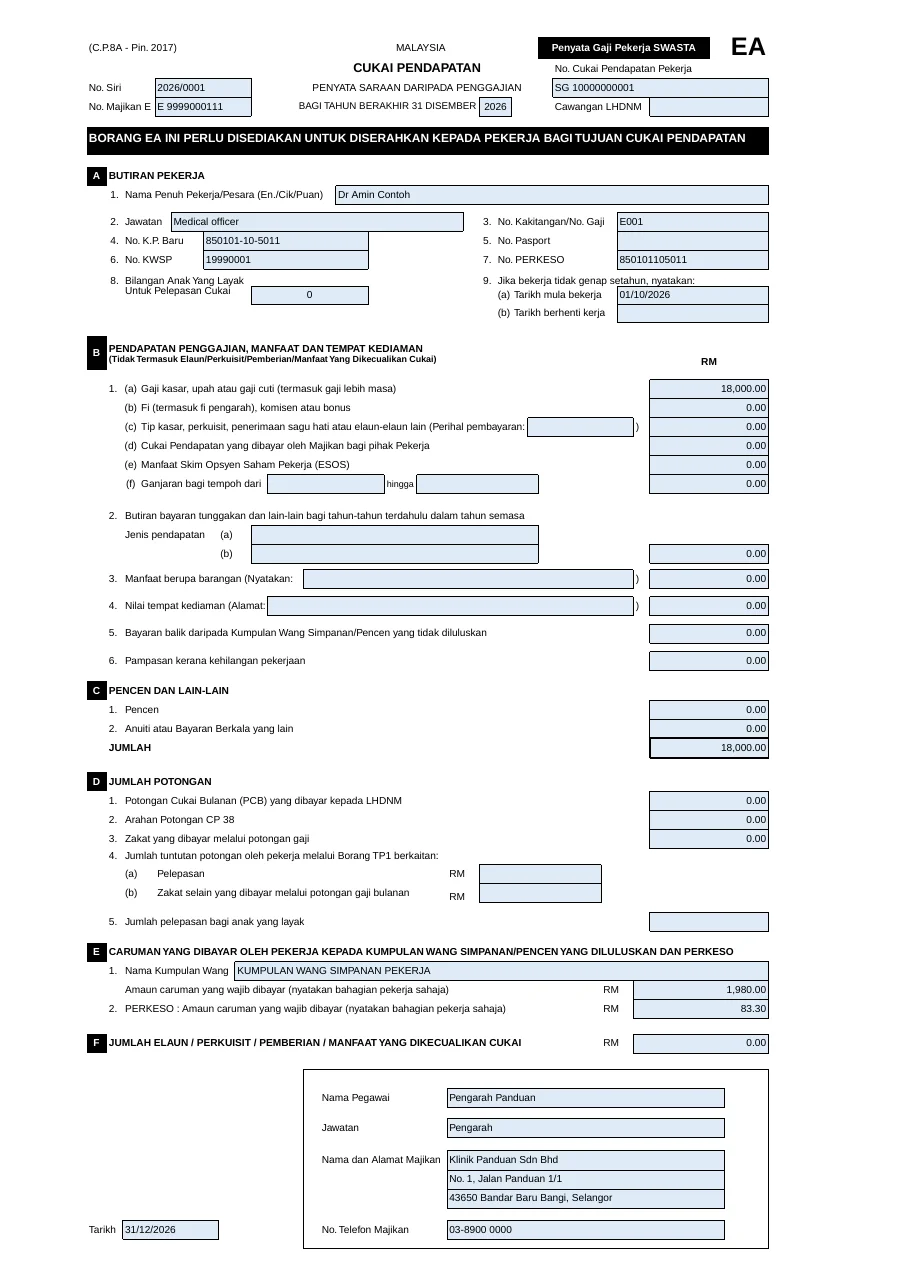 (C.P.8A - Pin. 2017) MALAYSIA Penyata Gaji Pekerja SWASTA EA
CUKAI PENDAPATAN No. Cukai Pendapatan Pekerja
No. Siri 2026/0001 PENYATA SARAAN DARIPADA PENGGAJIAN SG 10000000001
No. Majikan E E 9999000111 BAGI TAHUN BERAKHIR 31 DISEMBER 2026 Cawangan LHDNM
BORANG EA INI PERLU DISEDIAKAN UNTUK DISERAHKAN KEPADA PEKERJA BAGI TUJUAN CUKAI PENDAPATAN
A BUTIRAN PEKERJA
1. Nama Penuh Pekerja/Pesara (En./Cik/Puan) Dr Amin Contoh
2. Jawatan Medical officer 3. No. Kakitangan/No. Gaji E001
4. No. K.P. Baru 850101-10-5011 5. No. Pasport
6. No. KWSP 19990001 7. No. PERKESO 850101105011
8. Bilangan Anak Yang Layak 9. Jika bekerja tidak genap setahun, nyatakan:
Untuk Pelepasan Cukai 0 (a) Tarikh mula bekerja 01/10/2026
(b) Tarikh berhenti kerja
B PENDAPATAN PENGGAJIAN, MANFAAT DAN TEMPAT KEDIAMAN
(Tidak Termasuk Elaun/Perkuisit/Pemberian/Manfaat Yang Dikecualikan Cukai) RM
1. (a) Gaji kasar, upah atau gaji cuti (termasuk gaji lebih masa) 18,000.00
(b) Fi (termasuk fi pengarah), komisen atau bonus 0.00
(c) Tip kasar, perkuisit, penerimaan sagu hati atau elaun-elaun lain (Perihal pembayaran: ) 0.00
(d) Cukai Pendapatan yang dibayar oleh Majikan bagi pihak Pekerja 0.00
(e) Manfaat Skim Opsyen Saham Pekerja (ESOS) 0.00
(f) Ganjaran bagi tempoh dari hingga 0.00
2. Butiran bayaran tunggakan dan lain-lain bagi tahun-tahun terdahulu dalam tahun semasa
Jenis pendapatan (a)
(b) 0.00
3. Manfaat berupa barangan (Nyatakan: ) 0.00
4. Nilai tempat kediaman (Alamat: ) 0.00
5. Bayaran balik daripada Kumpulan Wang Simpanan/Pencen yang tidak diluluskan 0.00
6. Pampasan kerana kehilangan pekerjaan 0.00
C PENCEN DAN LAIN-LAIN
1. Pencen 0.00
2. Anuiti atau Bayaran Berkala yang lain 0.00
JUMLAH 18,000.00
D JUMLAH POTONGAN
1. Potongan Cukai Bulanan (PCB) yang dibayar kepada LHDNM 0.00
2. Arahan Potongan CP 38 0.00
3. Zakat yang dibayar melalui potongan gaji 0.00
4. Jumlah tuntutan potongan oleh pekerja melalui Borang TP1 berkaitan:
(a) Pelepasan RM
(b) Zakat selain yang dibayar melalui potongan gaji bulanan RM
5. Jumlah pelepasan bagi anak yang layak
E CARUMAN YANG DIBAYAR OLEH PEKERJA KEPADA KUMPULAN WANG SIMPANAN/PENCEN YANG DILULUSKAN DAN PERKESO
1. Nama Kumpulan Wang KUMPULAN WANG SIMPANAN PEKERJA
Amaun caruman yang wajib dibayar (nyatakan bahagian pekerja sahaja) RM 1,980.00
2. PERKESO : Amaun caruman yang wajib dibayar (nyatakan bahagian pekerja sahaja) RM 83.30
F JUMLAH ELAUN / PERKUISIT / PEMBERIAN / MANFAAT YANG DIKECUALIKAN CUKAI RM 0.00
Nama Pegawai Pengarah Panduan
Jawatan Pengarah
Nama dan Alamat Majikan Klinik Panduan Sdn Bhd
No. 1, Jalan Panduan 1/1
43650 Bandar Baru Bangi, Selangor
Tarikh 31/12/2026 No. Telefon Majikan 03-8900 0000